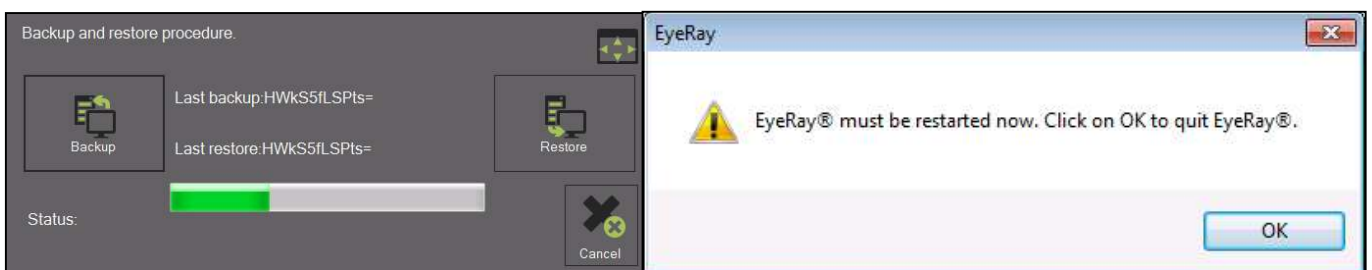 Backup and restore procedure.
Backup
Last backup:HWkS5fLSPts=
Last restore:HWkS5fLSPts=
Restore
Status:
Cancel
EyeRay
EyeRay® must be restarted now. Click on OK to quit EyeRay®.
OK